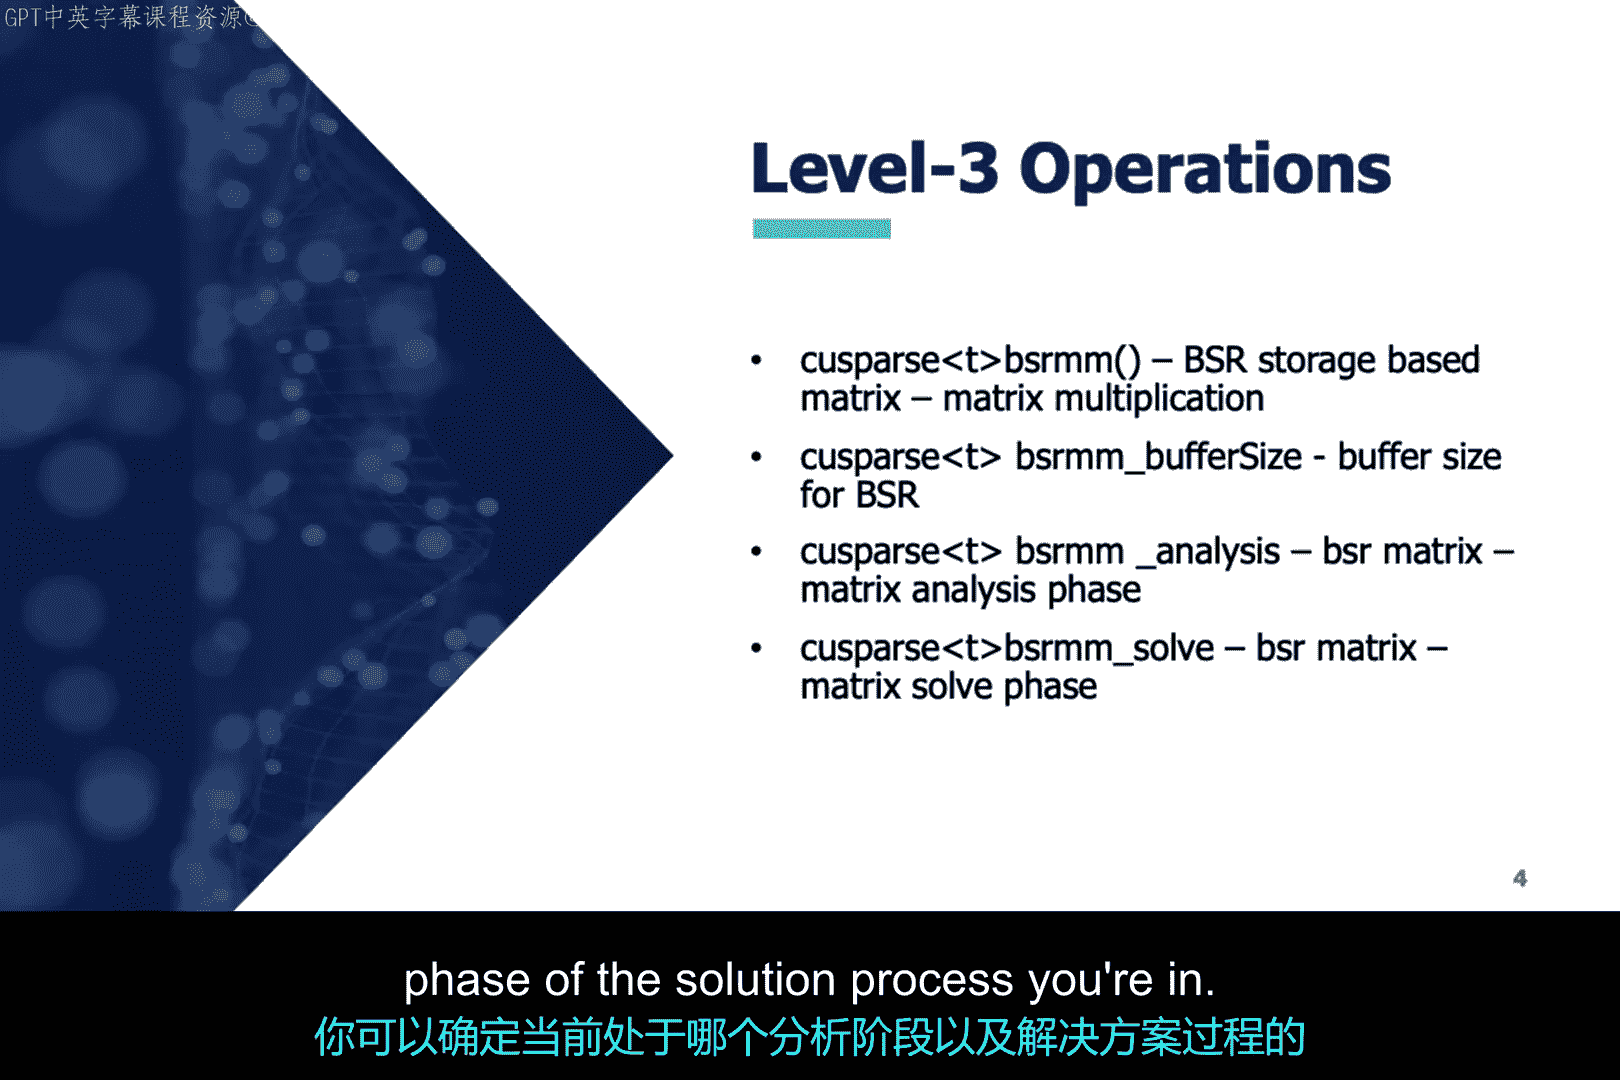 GPT中英字幕课程资源@
Level-3 Operations
• cusparse<t>bsrmm() – BSR storage based
matrix – matrix multiplication
• cusparse<t> bsrmm_bufferSize - buffer size
for BSR
• cusparse<t> bsrmm _analysis – bsr matrix –
matrix analysis phase
• cusparse<t>bsrmm_solve – bsr matrix –
matrix solve phase
4
phase of the solution process you're in.
你可以确定当前处于哪个分析阶段以及解决方案过程的